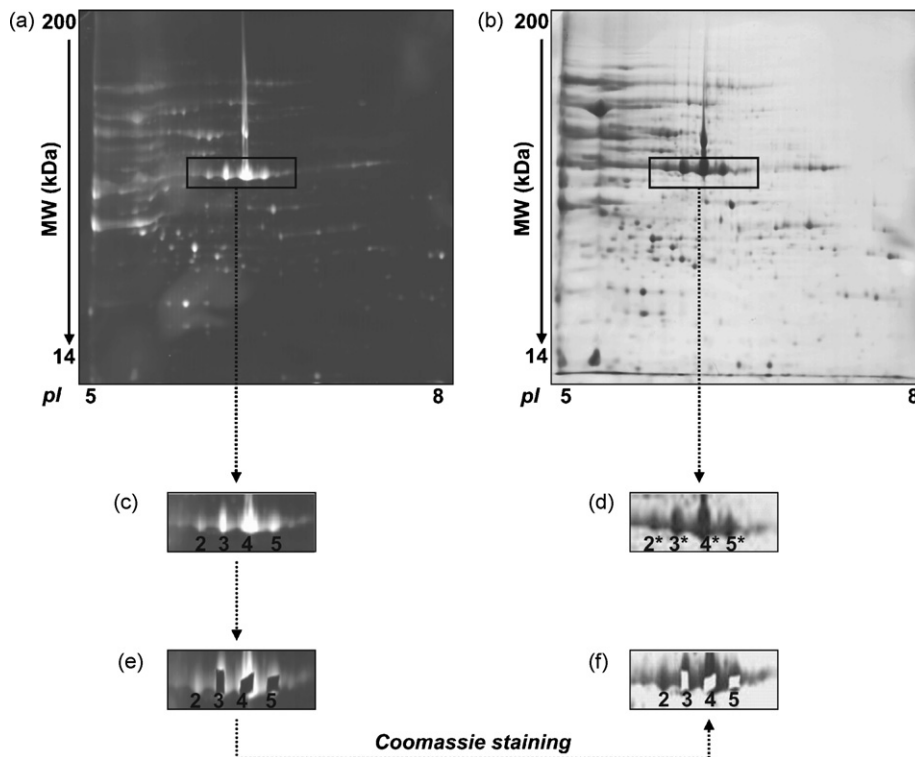 (a)
200
MW (kDa)
14
pI 5 8
(b)
200
MW (kDa)
14
pI 5 8
(c)
2 3 4 5
(d)
2* 3* 4* 5*
(e)
2 3 4 5
(f)
2 3 4 5
Coomassie staining